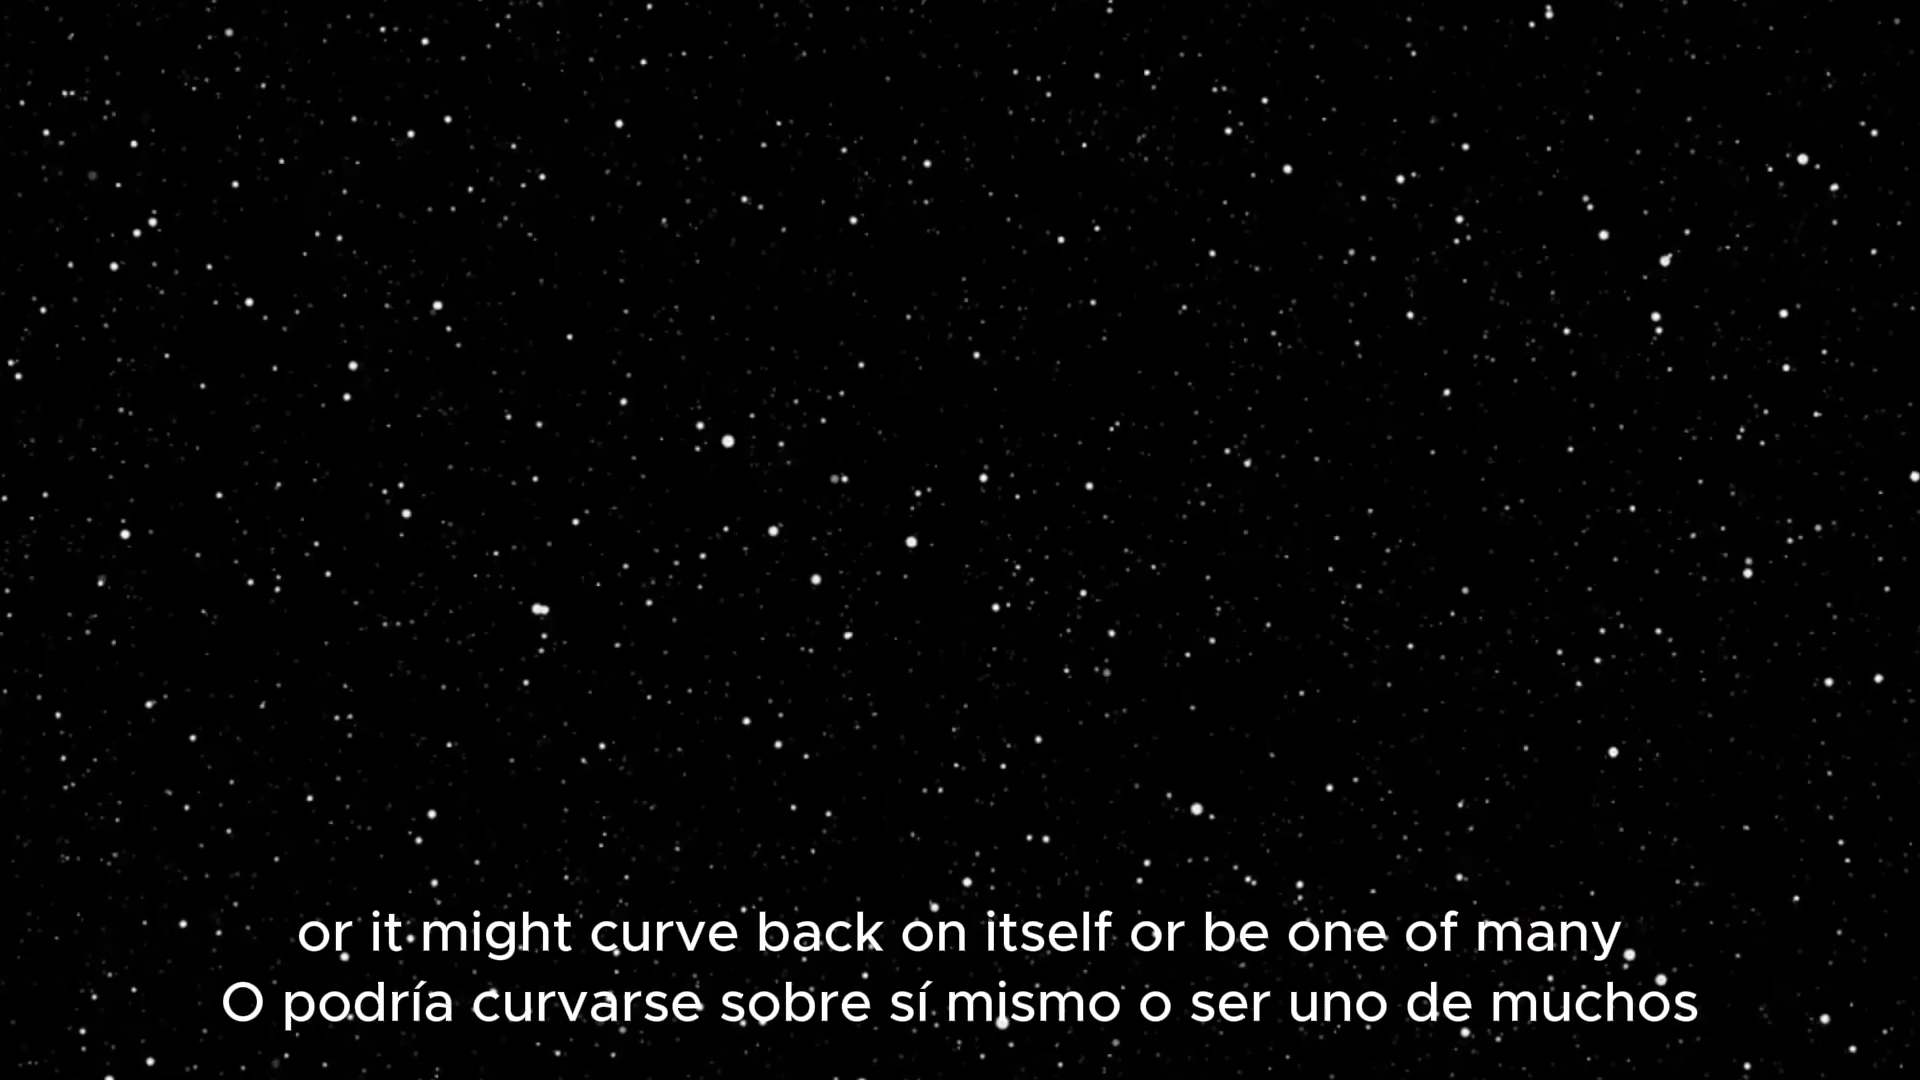 or it might curve back on itself or be one of many
O podría curvarse sobre sí mismo o ser uno de muchos